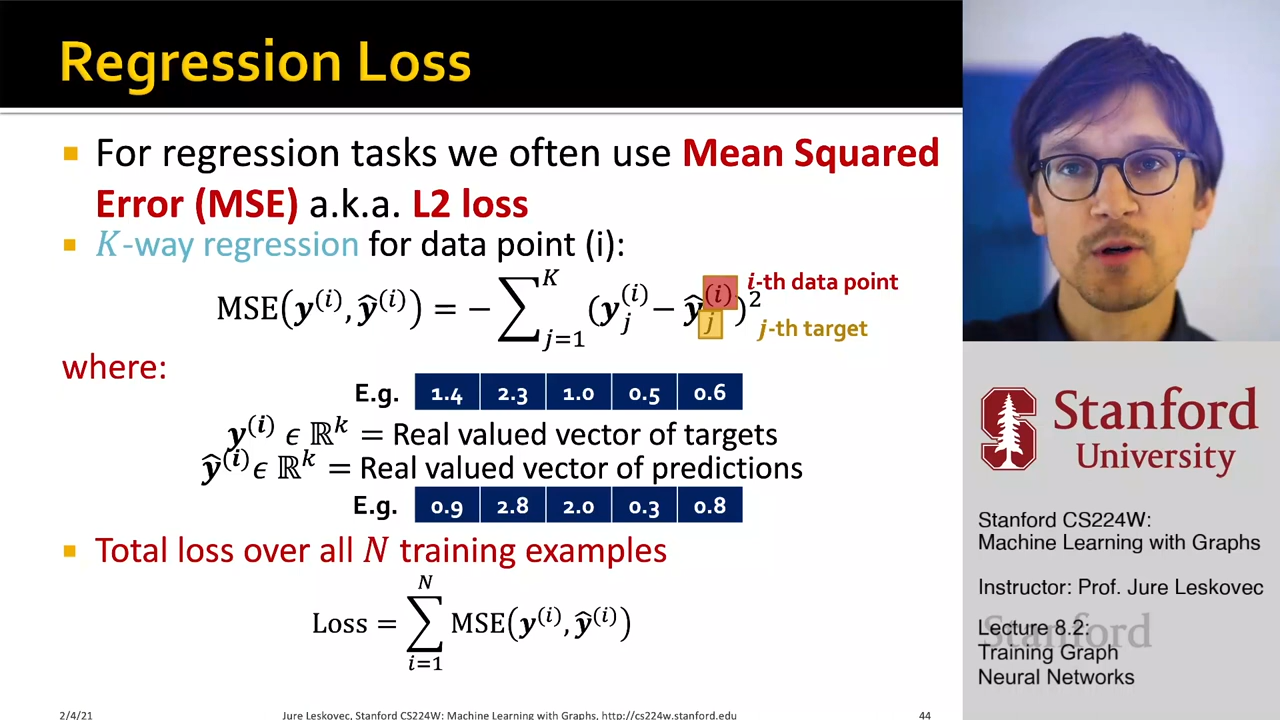 Regression Loss
For regression tasks we often use Mean Squared
Error (MSE) a.k.a. L2 loss
K-way regression for data point (i):
MSE(y^(i), ŷ^(i)) = −∑_{j=1}^{K} (y_j^(i) − ŷ_j^(i))^2
i-th data point
j-th target
where:
E.g. 1.4 2.3 1.0 0.5 0.6
y^(i) ϵ ℝ^k = Real valued vector of targets
ŷ^(i) ϵ ℝ^k = Real valued vector of predictions
E.g. 0.9 2.8 2.0 0.3 0.8
Total loss over all N training examples
Loss = ∑_{i=1}^{N} MSE(y^(i), ŷ^(i))
2/4/21
Jure Leskovec, Stanford CS224W: Machine Learning with Graphs, http://cs224w.stanford.edu
44
Stanford
University
Stanford CS224W:
Machine Learning with Graphs
Instructor: Prof. Jure Leskovec
Stanford
Lecture 8.2:
Training Graph
Neural Networks